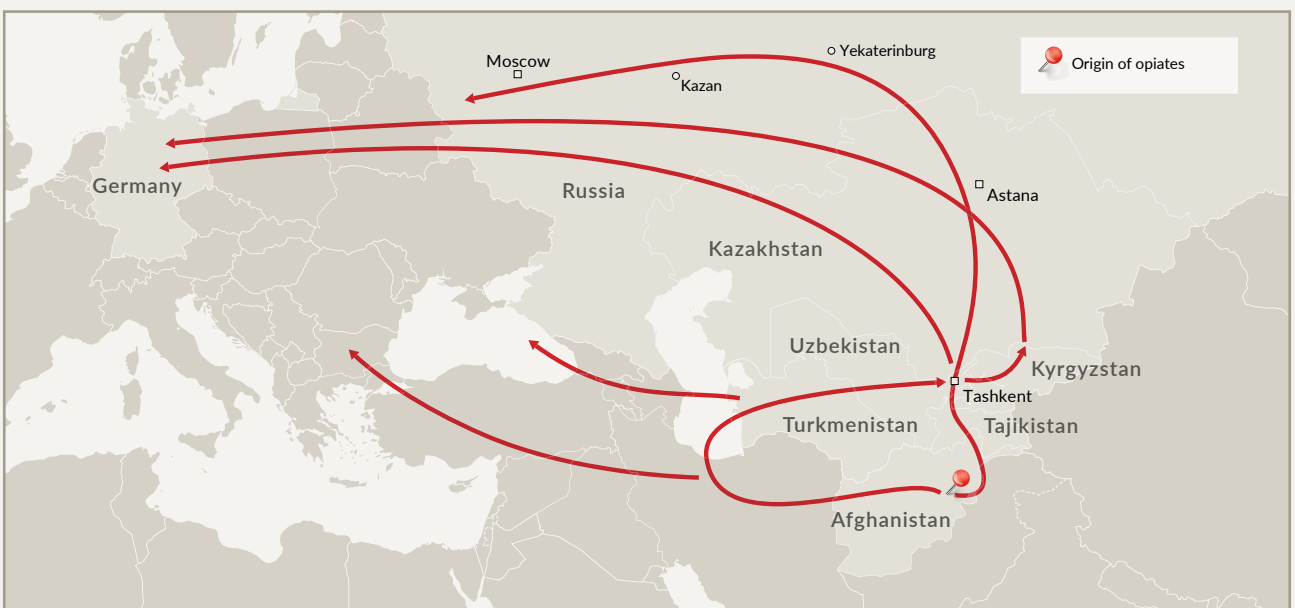 Yekaterinburg
Moscow
Kazan
Origin of opiates
Germany
Russia
Astana
Kazakhstan
Uzbekistan
Kyrgyzstan
Tashkent
Turkmenistan
Tajikistan
Afghanistan